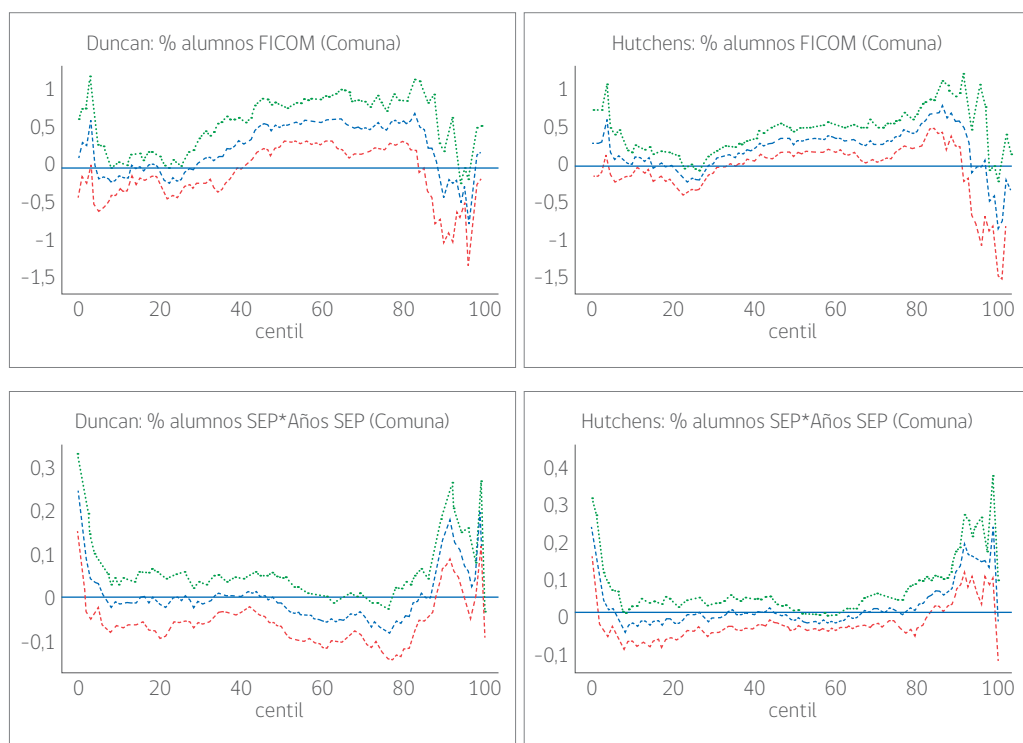 Duncan: % alumnos FICOM (Comuna)
1
0,5
0
−0,5
−1
−1,5
0 20 40 60 80 100
centil
Hutchens: % alumnos FICOM (Comuna)
1
0,5
0
−0,5
−1
−1,5
0 20 40 60 80 100
centil
Duncan: % alumnos SEP*Años SEP (Comuna)
0,3
0,2
0,1
0
−0,1
0 20 40 60 80 100
centil
Hutchens: % alumnos SEP*Años SEP (Comuna)
0,4
0,3
0,2
0,1
0
−0,1
0 20 40 60 80 100
centil